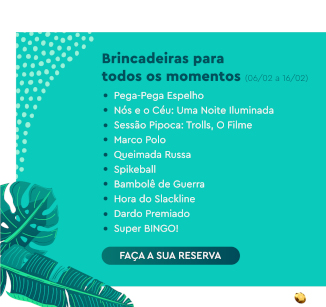 Brincadeiras para
todos os momentos (06/02 a 16/02)
• Pega-Pega Espelho
• Nós e o Céu: Uma Noite Iluminada
• Sessão Pipoca: Trolls, O Filme
• Marco Polo
• Queimada Russa
• Spikeball
• Bambolê de Guerra
• Hora do Slackline
• Dardo Premiado
• Super BINGO!
FAÇA A SUA RESERVA